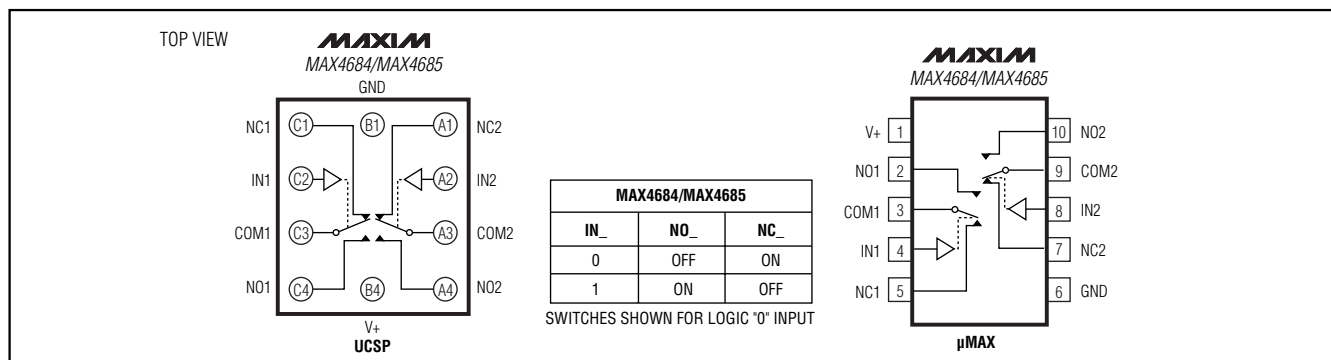 TOP VIEW
MAXIM
MAX4684/MAX4685
GND
NC1 C1 B1 A1 NC2
IN1 C2 A2 IN2
COM1 C3 A3 COM2
NO1 C4 B4 A4 NO2
V+
UCSP
MAX4684/MAX4685
IN_ NO_ NC_
0 OFF ON
1 ON OFF
SWITCHES SHOWN FOR LOGIC "0" INPUT
MAXIM
MAX4684/MAX4685
V+ 1 10 NO2
NO1 2 9 COM2
COM1 3 8 IN2
IN1 4 7 NC2
NC1 5 6 GND
µMAX